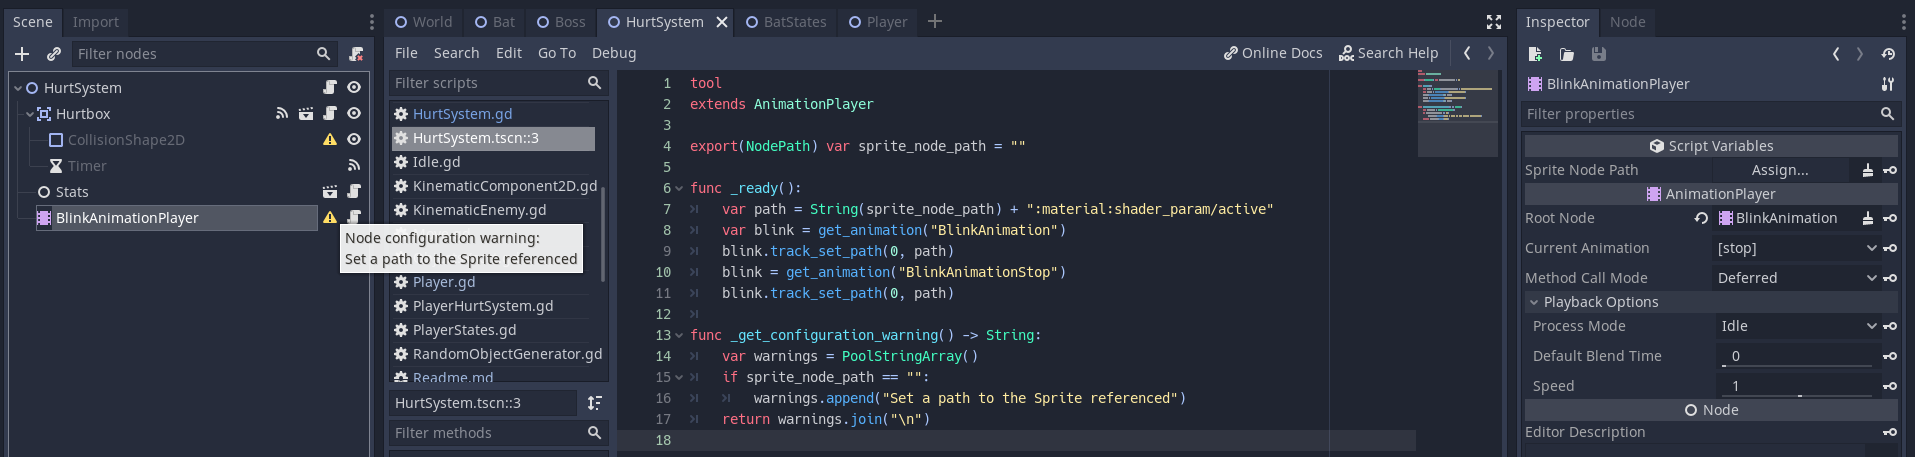 Scene Import
Filter nodes
HurtSystem
Hurtbox
CollisionShape2D
Timer
Stats
BlinkAnimationPlayer
Node configuration warning:
Set a path to the Sprite referenced
World Bat Boss HurtSystem BatStates Player
File Search Edit Go To Debug Online Docs Search Help
Filter scripts
HurtSystem.gd
HurtSystem.tscn::3
Idle.gd
KinematicComponent2D.gd
KinematicEnemy.gd
Player.gd
PlayerHurtSystem.gd
PlayerStates.gd
RandomObjectGenerator.gd
Readme.md
HurtSystem.tscn::3
Filter methods
1 tool
2 extends AnimationPlayer
3
4 export(NodePath) var sprite_node_path = ""
5
6 func _ready():
7 var path = String(sprite_node_path) + ":material:shader_param/active"
8 var blink = get_animation("BlinkAnimation")
9 blink.track_set_path(0, path)
10 blink = get_animation("BlinkAnimationStop")
11 blink.track_set_path(0, path)
12
13 func _get_configuration_warning() -> String:
14 var warnings = PoolStringArray()
15 if sprite_node_path == "":
16 warnings.append("Set a path to the Sprite referenced")
17 return warnings.join("\n")
18
Inspector Node
BlinkAnimationPlayer
Filter properties
Script Variables
Sprite Node Path Assign...
AnimationPlayer
Root Node BlinkAnimation
Current Animation [stop]
Method Call Mode Deferred
Playback Options
Process Mode Idle
Default Blend Time 0
Speed 1
Node
Editor Description